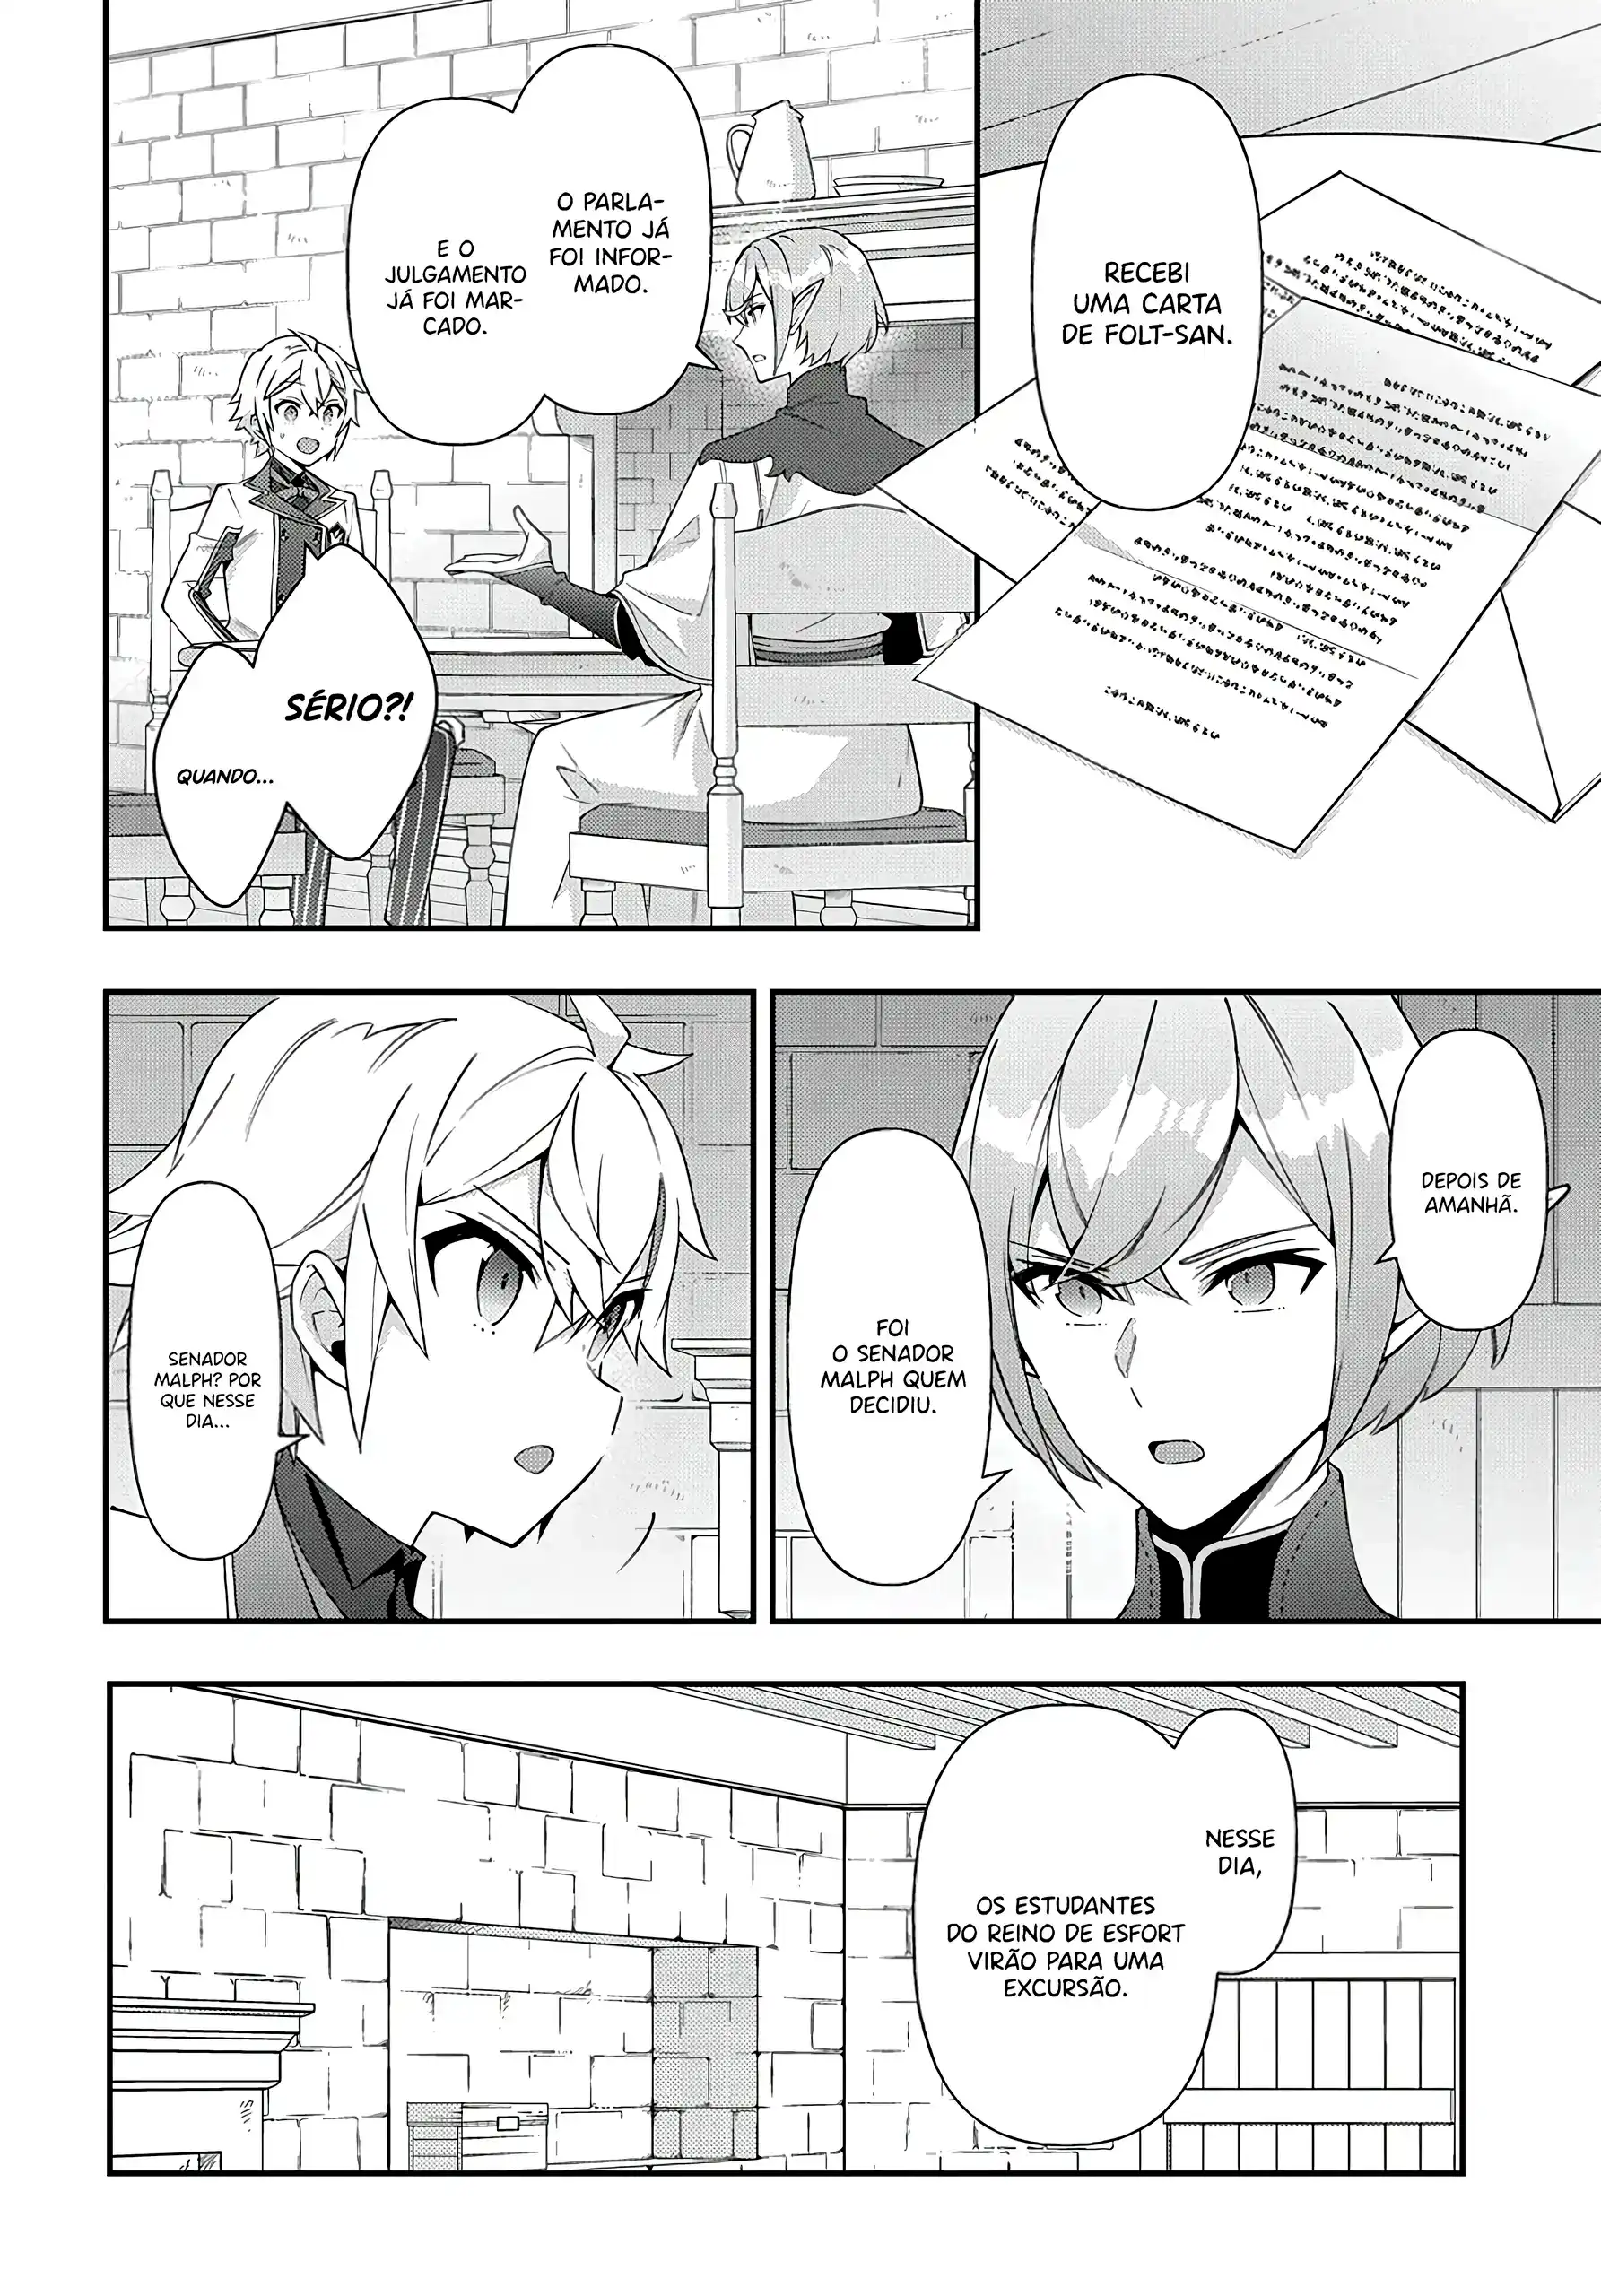 RECEBI
UMA CARTA
DE FOLT-SAN.
O PARLA-
MENTO JÁ
FOI INFOR-
MADO.
E O
JULGAMENTO
JÁ FOI MAR-
CADO.
SÉRIO?!
QUANDO...
DEPOIS DE
AMANHÃ.
FOI
O SENADOR
MALPH QUEM
DECIDIU.
SENADOR
MALPH? POR
QUE NESSE
DIA...
NESSE
DIA,
OS ESTUDANTES
DO REINO DE ESFORT
VIRÃO PARA UMA
EXCURSÃO.